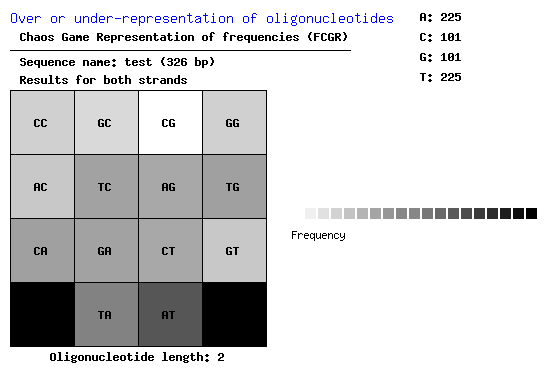 Over or under-representation of oligonucleotides
Chaos Game Representation of frequencies (FCGR)
Sequence name: test (326 bp)
Results for both strands
A: 225
C: 101
G: 101
T: 225
CC GC CG GG
AC TC AG TG
CA GA CT GT
TA AT
Frequency
Oligonucleotide length: 2